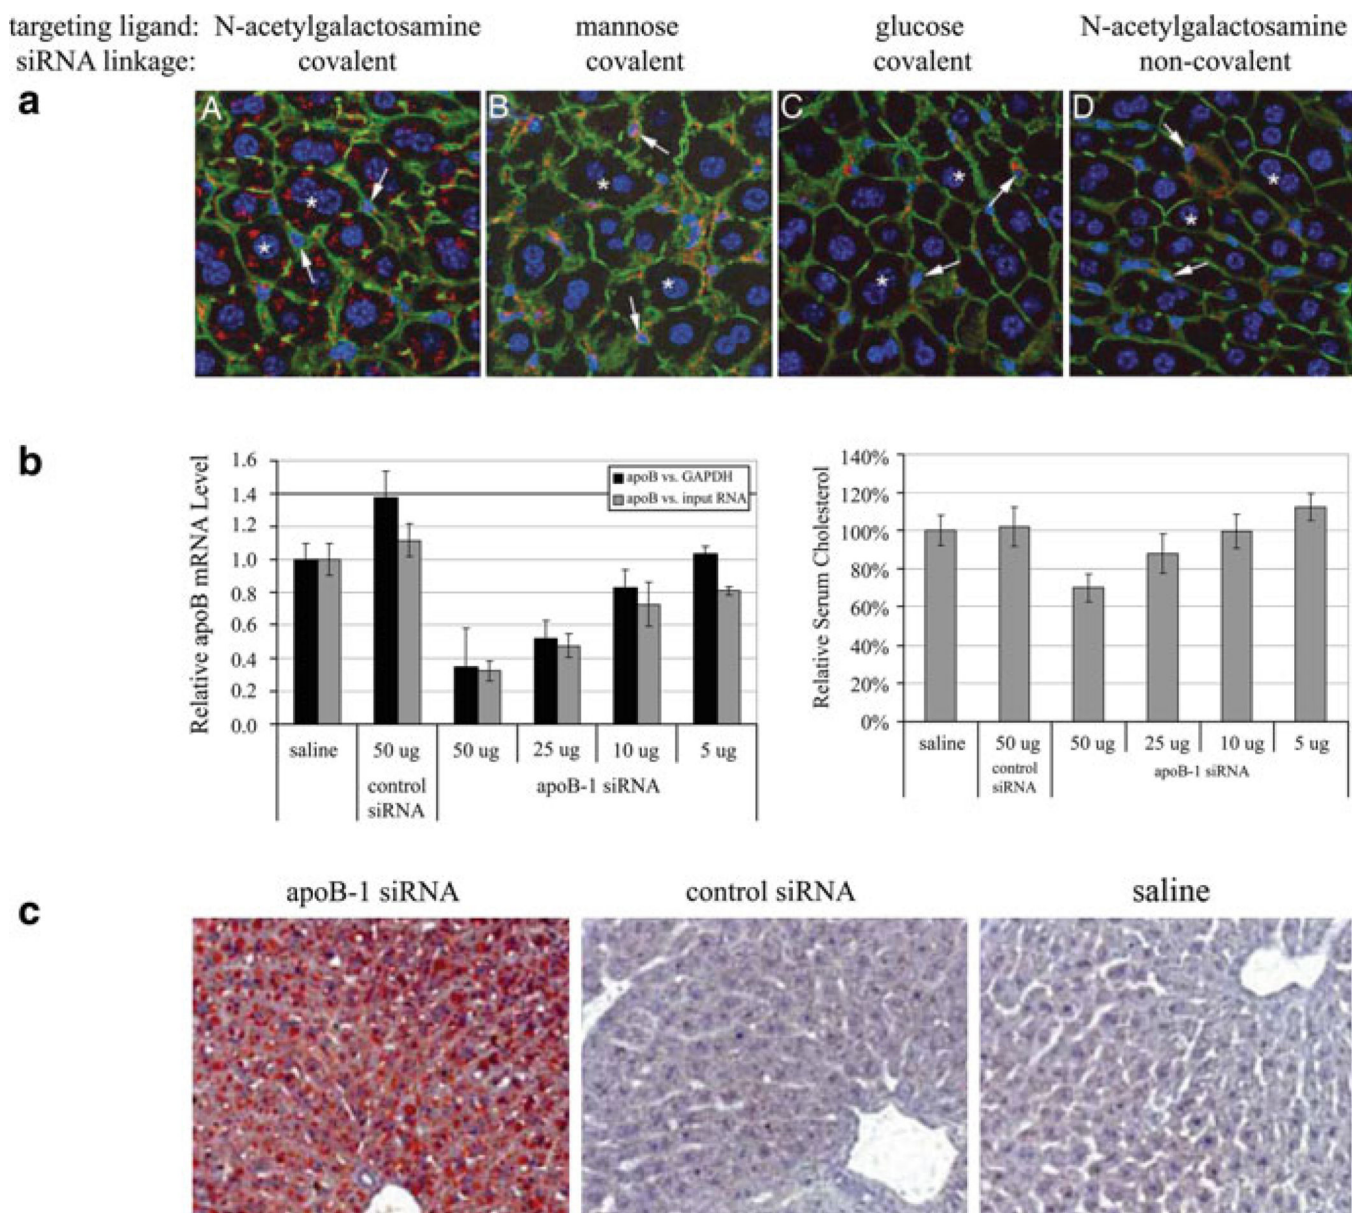 targeting ligand: N-acetylgalactosamine mannose glucose N-acetylgalactosamine
siRNA linkage: covalent covalent covalent non-covalent
a
A B C D
* * * * * * * *
b
Relative apoB mRNA Level
1.6
1.4
1.2
1.0
0.8
0.6
0.4
0.2
0.0
apoB vs. GAPDH
apoB vs. input RNA
saline 50 ug 50 ug 25 ug 10 ug 5 ug
control
siRNA
apoB-1 siRNA
Relative Serum Cholesterol
140%
120%
100%
80%
60%
40%
20%
0%
saline 50 ug 50 ug 25 ug 10 ug 5 ug
control
siRNA
apoB-1 siRNA
c
apoB-1 siRNA control siRNA saline